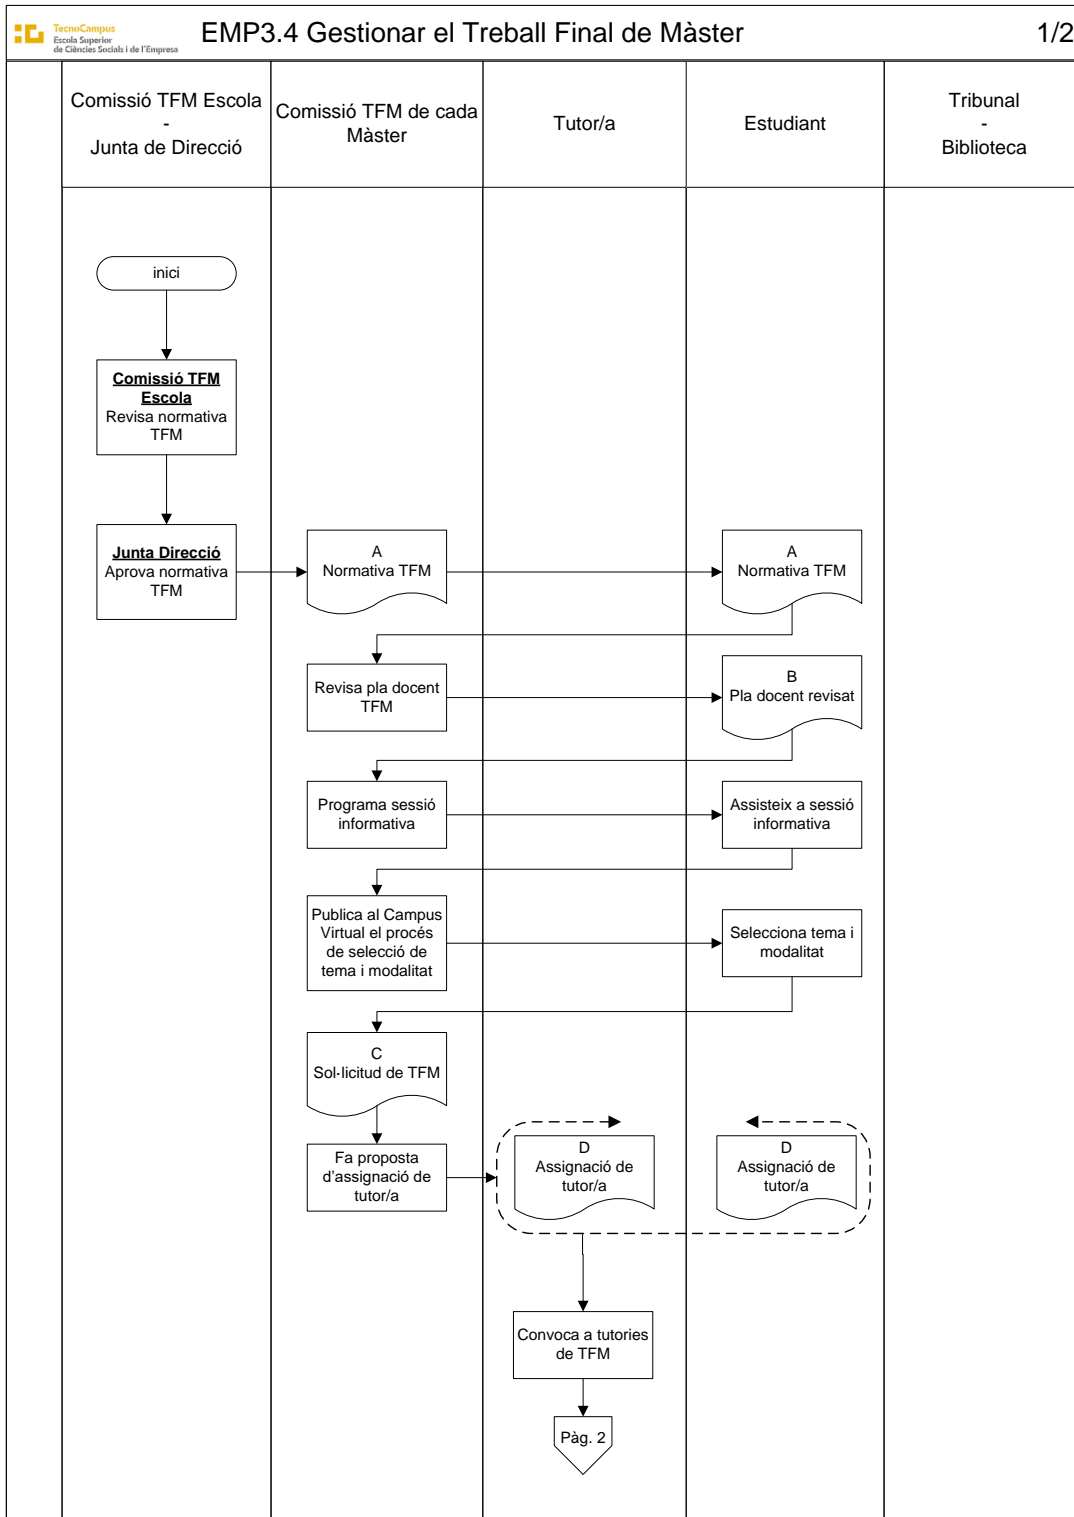 TecnoCampus
Escola Superior
de Ciències Socials i de l'Empresa
EMP3.4 Gestionar el Treball Final de Màster
1/2
Comissió TFM Escola
-
Junta de Direcció
Comissió TFM de cada
Màster
Tutor/a
Estudiant
Tribunal
-
Biblioteca
inici
Comissió TFM
Escola
Revisa normativa
TFM
Junta Direcció
Aprova normativa
TFM
A
Normativa TFM
A
Normativa TFM
Revisa pla docent
TFM
B
Pla docent revisat
Programa sessió
informativa
Assisteix a sessió
informativa
Publica al Campus
Virtual el procés
de selecció de
tema i modalitat
Selecciona tema i
modalitat
C
Sol·licitud de TFM
Fa proposta
d'assignació de
tutor/a
D
Assignació de
tutor/a
D
Assignació de
tutor/a
Convoca a tutories
de TFM
Pàg. 2